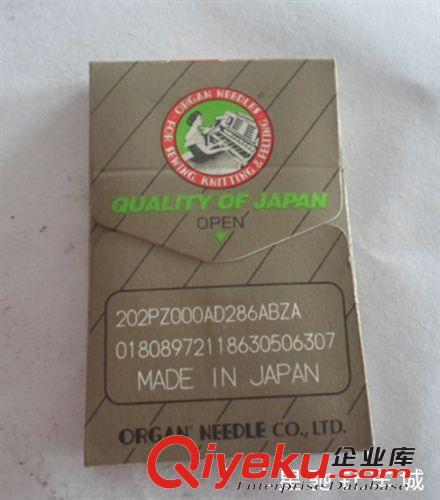 · ORGAN NEEDLES ·
FOR SEWING, KNITTING & FELTING
®
QUALITY OF JAPAN
OPEN
202PZ000AD286ABZA
01808972118630506307
MADE IN JAPAN
ORGAN NEEDLE CO., LTD.
Qiyeku.com 企业库
Enterprise Database